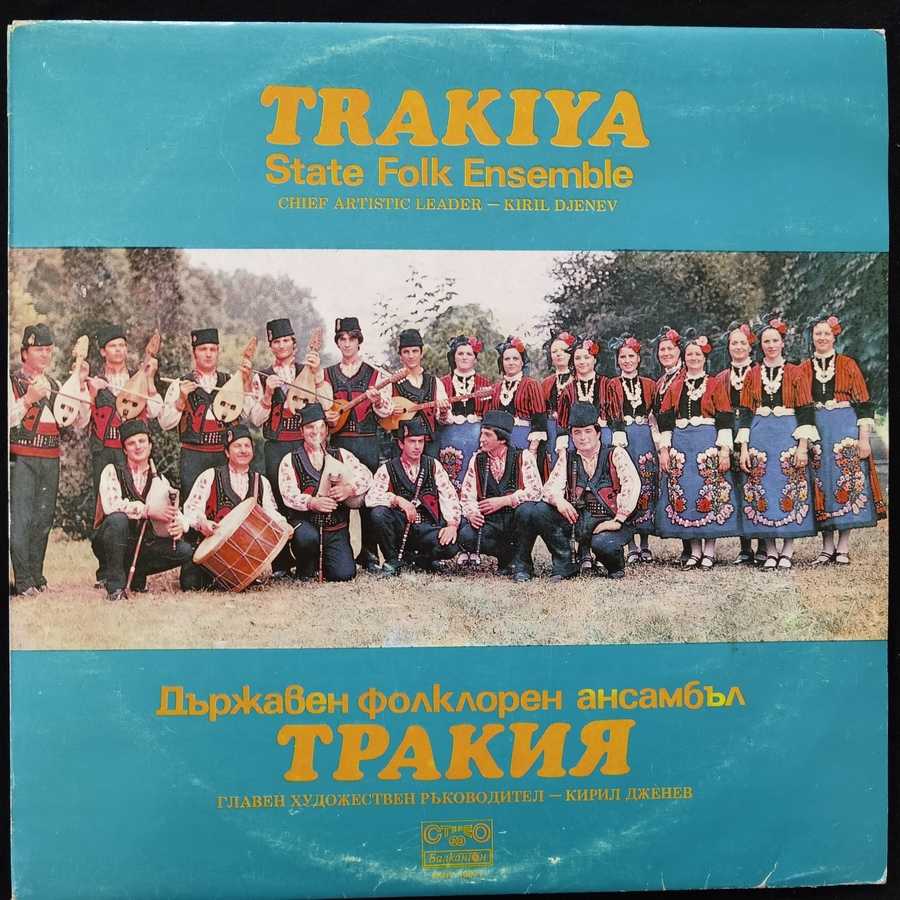 TRAKIYA
State Folk Ensemble
CHIEF ARTISTIC LEADER — KIRIL DJENEV
Държавен фолклорен ансамбъл
ТРАКИЯ
ГЛАВЕН ХУДОЖЕСТВЕН РЪКОВОДИТЕЛ — КИРИЛ ДЖЕНЕВ
СТЕРЕО
Балкантон